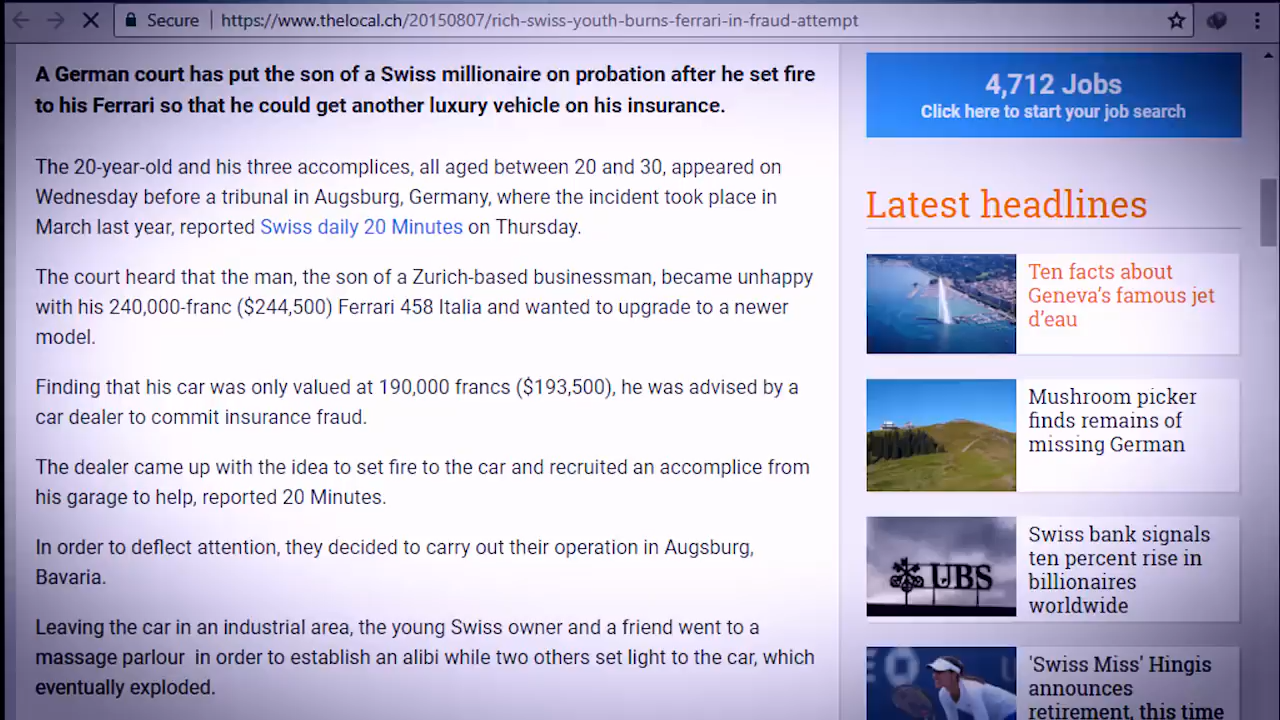 Secure
https://www.thelocal.ch/20150807/rich-swiss-youth-burns-ferrari-in-fraud-attempt
A German court has put the son of a Swiss millionaire on probation after he set fire
to his Ferrari so that he could get another luxury vehicle on his insurance.
The 20-year-old and his three accomplices, all aged between 20 and 30, appeared on
Wednesday before a tribunal in Augsburg, Germany, where the incident took place in
March last year, reported Swiss daily 20 Minutes on Thursday.
The court heard that the man, the son of a Zurich-based businessman, became unhappy
with his 240,000-franc ($244,500) Ferrari 458 Italia and wanted to upgrade to a newer
model.
Finding that his car was only valued at 190,000 francs ($193,500), he was advised by a
car dealer to commit insurance fraud.
The dealer came up with the idea to set fire to the car and recruited an accomplice from
his garage to help, reported 20 Minutes.
In order to deflect attention, they decided to carry out their operation in Augsburg,
Bavaria.
Leaving the car in an industrial area, the young Swiss owner and a friend went to a
massage parlour in order to establish an alibi while two others set light to the car, which
eventually exploded.
4,712 Jobs
Click here to start your job search
Latest headlines
Ten facts about
Geneva's famous jet
d'eau
Mushroom picker
finds remains of
missing German
UBS
Swiss bank signals
ten percent rise in
billionaires
worldwide
'Swiss Miss' Hingis
announces
retirement, this time